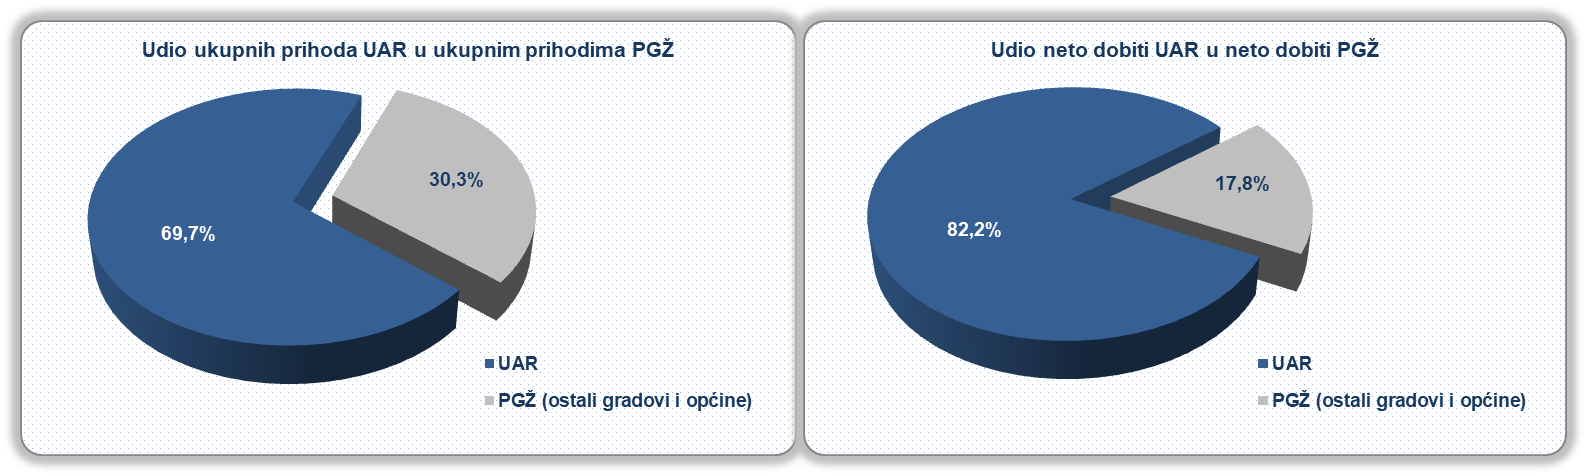 Udio ukupnih prihoda UAR u ukupnim prihodima PGŽ
30,3%
69,7%
UAR
PGŽ (ostali gradovi i općine)
Udio neto dobiti UAR u neto dobiti PGŽ
17,8%
82,2%
UAR
PGŽ (ostali gradovi i općine)